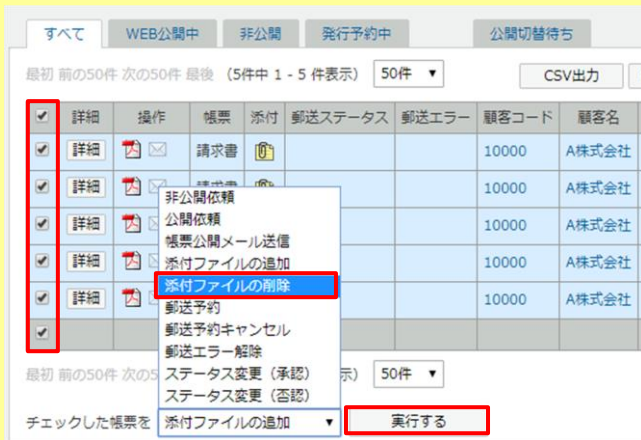 すべて WEB公開中 非公開 発行予約中 公開切替待ち
最初 前の50件 次の50件 最後 (5件中 1 - 5 件表示) 50件 ▼ CSV出力
詳細 操作 帳票 添付 郵送ステータス 郵送エラー 顧客コード 顧客名
詳細 請求書 10000 A株式会社
詳細 10000 A株式会社
詳細 10000 A株式会社
詳細 10000 A株式会社
詳細 10000 A株式会社
非公開依頼
公開依頼
帳票公開メール送信
添付ファイルの追加
添付ファイルの削除
郵送予約
郵送予約キャンセル
郵送エラー解除
ステータス変更（承認）
ステータス変更（否認）
最初 前の50件 次の5 示) 50件 ▼
チェックした帳票を 添付ファイルの追加 ▼ 実行する